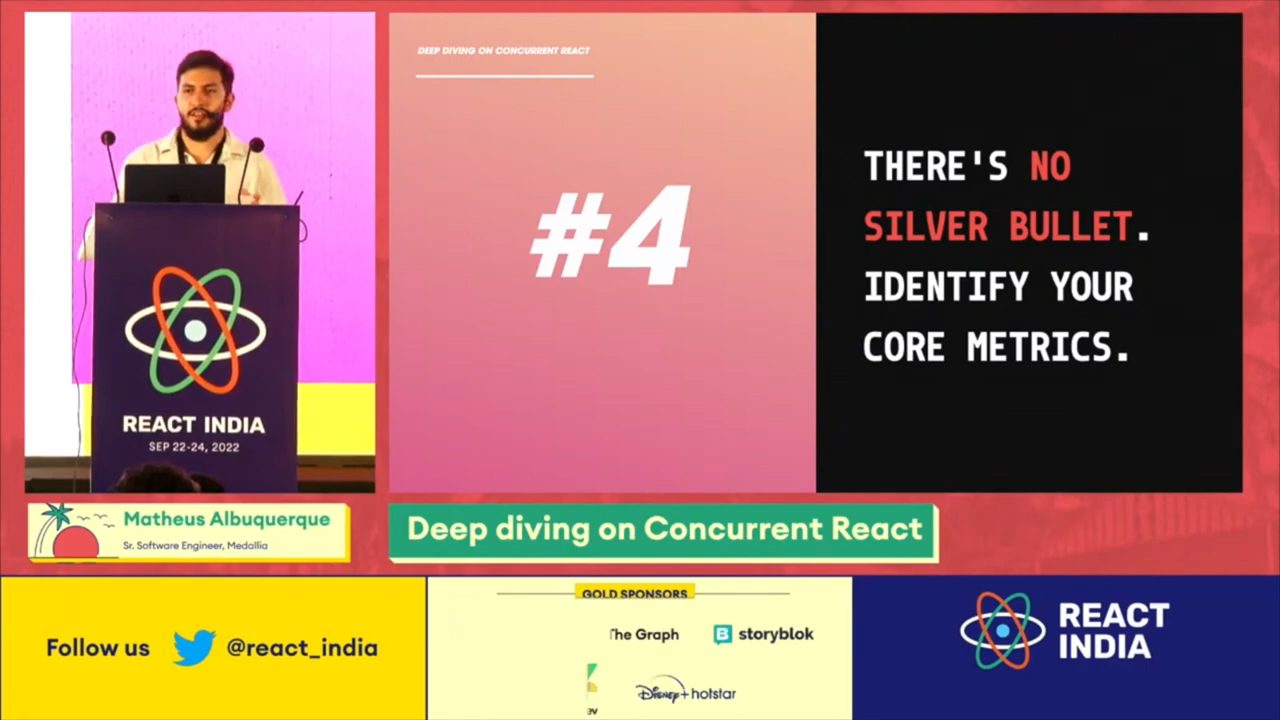 DEEP DIVING ON CONCURRENT REACT
#4
THERE'S NO
SILVER BULLET.
IDENTIFY YOUR
CORE METRICS.
REACT INDIA
SEP 22-24, 2022
Matheus Albuquerque
Sr. Software Engineer, Medallia
Deep diving on Concurrent React
Follow us
@react_india
GOLD SPONSORS
The Graph
storyblok
Disney+ hotstar
REACT
INDIA